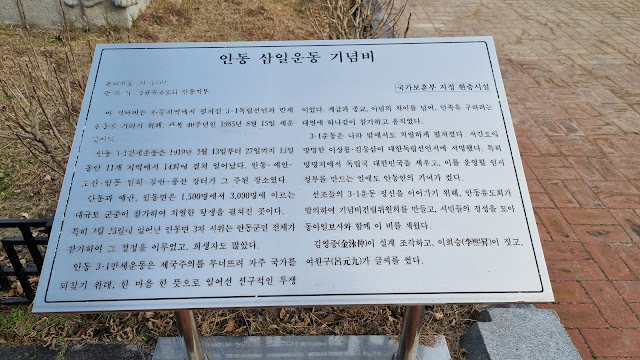 안동 삼일운동 기념비
국가보훈부 지정 현충시설
이 기념비는 안동지역에서 펼쳐진 3·1독립선언과 만세
운동을 기리기 위해, 광복 40주년인 1985년 8월 15일 세운
것이다.
안동 3·1만세운동은 1919년 3월 13일부터 27일까지 15일
동안 11개 지역에서 14회에 걸쳐 일어났다. 안동·예안·
도산·임동·임하·길안·풍산 장터가 그 주된 장소였다.
안동과 예안, 임동면은 1,500명에서 3,000명에 이르는
대규모 군중이 참가하여 치열한 항쟁을 펼쳐진 곳이다.
특히 3월 23일에 일어난 안동면 3차 시위는 안동군민 전체가
참가하여 그 절정을 이루었고, 희생자도 많았다.
안동 3·1만세운동은 제국주의를 무너뜨려 자주 국가를
되찾기 위해, 한 마음 한 뜻으로 일어선 선구적인 투쟁
이었다. 계급과 종교, 이념의 차이를 넘어, 민족을 구하려는
대열에 하나같이 참가하고 움직였다.
3·1운동은 나라 밖에서도 치열하게 펼쳐졌다. 서간도로
망명한 이상룡·김동삼이 대한독립선언서에 서명했다. 특히
망명지에서 독립국 대한민국을 세우고, 이를 운영할 임시
정부를 만드는 일에도 안동인의 기여가 컸다.
선조들의 3·1운동 정신을 이어가기 위해, 안동유도회가
발의하여 기념비건립위원회를 만들고, 시민들의 정성을 모아
동아일보사와 함께 이 비를 세웠다.
김영중(金泳仲)이 설계 조각하고, 이희승(李熙昇)이 짓고,
여원구(呂元九)가 글씨를 썼다.